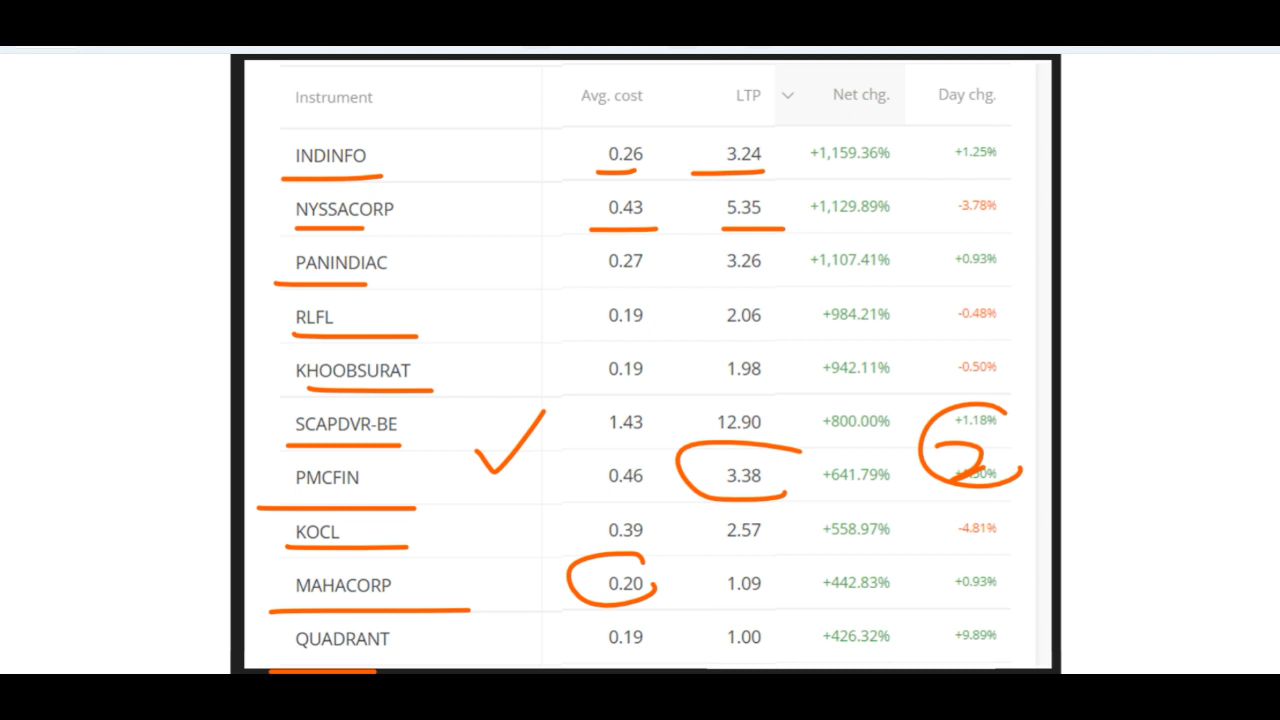 Instrument Avg. cost LTP Net chg. Day chg.
INDINFO 0.26 3.24 +1,159.36% +1.25%
NYSSACORP 0.43 5.35 +1,129.89% -3.78%
PANINDIAC 0.27 3.26 +1,107.41% +0.93%
RLFL 0.19 2.06 +984.21% -0.48%
KHOOBSURAT 0.19 1.98 +942.11% -0.50%
SCAPDVR-BE 1.43 12.90 +800.00% +1.18%
PMCFIN 0.46 3.38 +641.79%
KOCL 0.39 2.57 +558.97% -4.81%
MAHACORP 0.20 1.09 +442.83% +0.93%
QUADRANT 0.19 1.00 +426.32% +9.89%